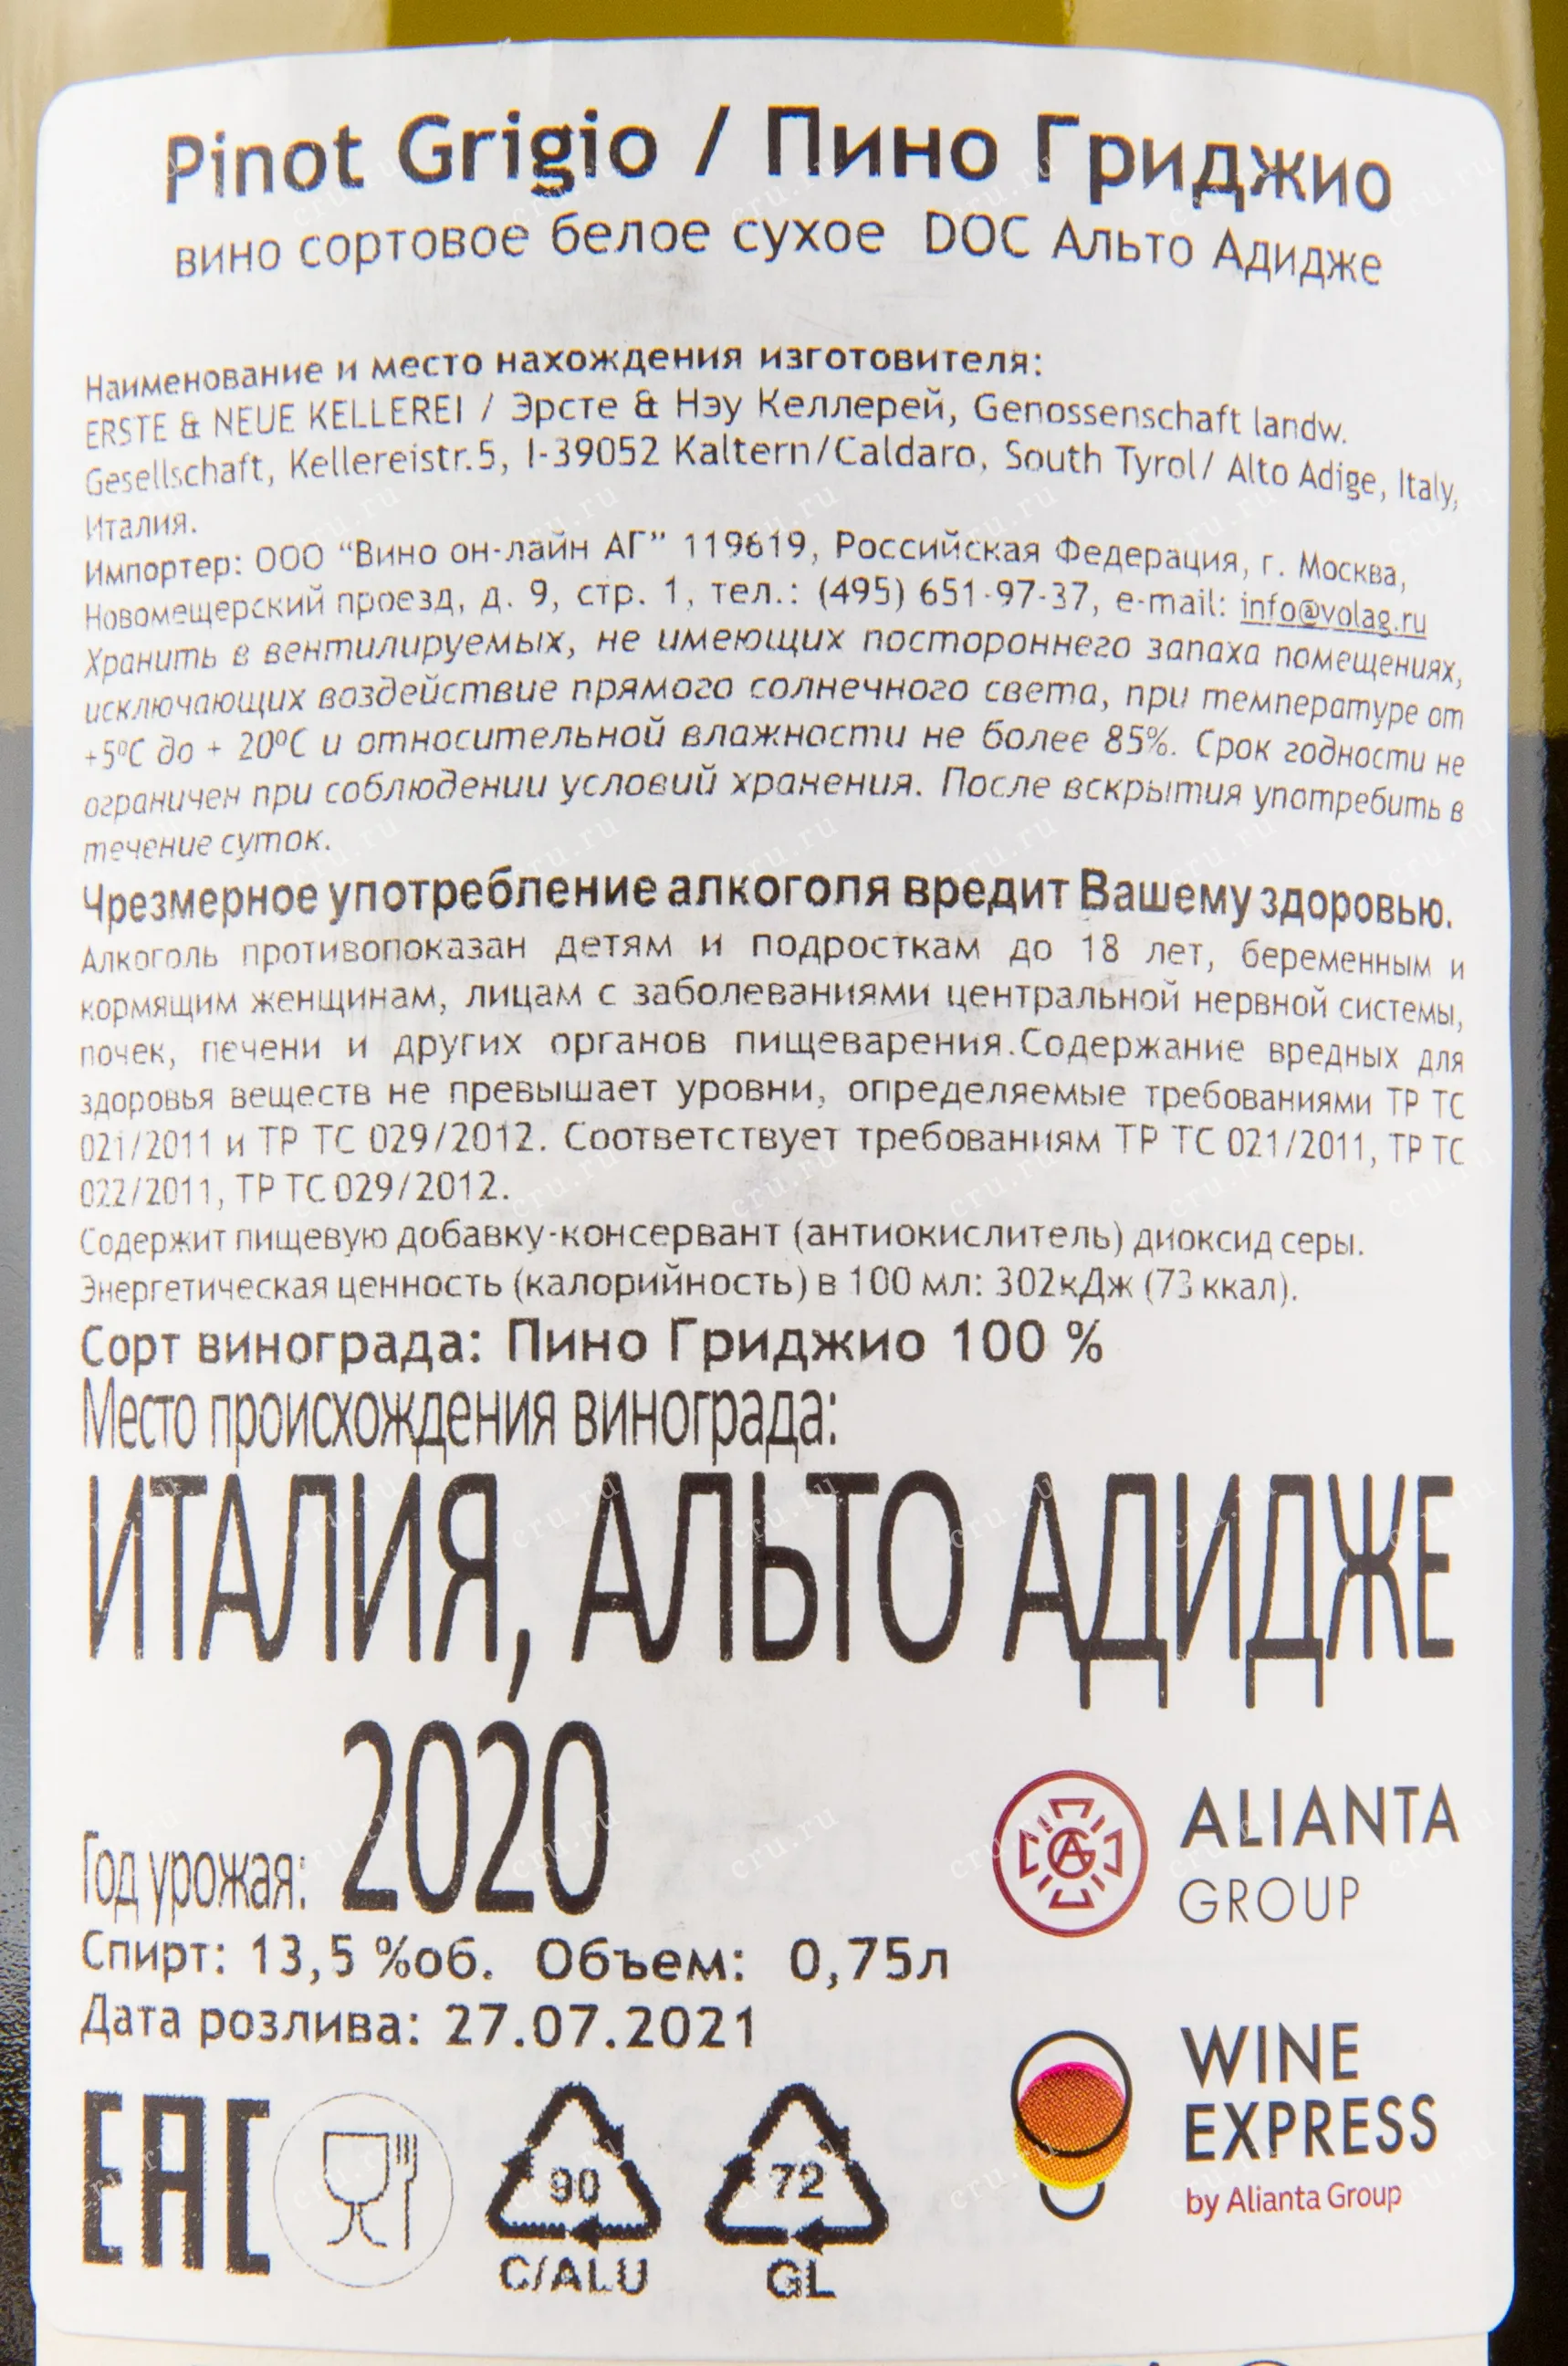 Pinot Grigio / Пино Гриджио
вино сортовое белое сухое DOC Альто Адидже
Наименование и место нахождения изготовителя:
ERSTE & NEUE KELLEREI / Эрсте & Нэу Келлерей, Genossenschaft landw.
Gesellschaft, Kellereistr.5, I-39052 Kaltern/Caldaro, South Tyrol/ Alto Adige, Italy,
Италия.
Импортер: ООО “Вино он-лайн АГ” 119619, Российская Федерация, г. Москва,
Новомещерский проезд, д. 9, стр. 1, тел.: (495) 651-97-37, e-mail: info@volag.ru
Хранить в вентилируемых, не имеющих постороннего запаха помещениях,
исключающих воздействие прямого солнечного света, при температуре от
+5ºС до + 20ºС и относительной влажности не более 85%. Срок годности не
ограничен при соблюдении условий хранения. После вскрытия употребить в
течение суток.
Чрезмерное употребление алкоголя вредит Вашему здоровью.
Алкоголь противопоказан детям и подросткам до 18 лет, беременным и
кормящим женщинам, лицам с заболеваниями центральной нервной системы,
почек, печени и других органов пищеварения.Содержание вредных для
здоровья веществ не превышает уровни, определяемые требованиями ТР ТС
021/2011 и ТР ТС 029/2012. Соответствует требованиям ТР ТС 021/2011, ТР ТС
022/2011, ТР ТС 029/2012.
Содержит пищевую добавку-консервант (антиокислитель) диоксид серы.
Энергетическая ценность (калорийность) в 100 мл: 302кДж (73 ккал).
Сорт винограда: Пино Гриджио 100 %
Место происхождения винограда:
ИТАЛИЯ, АЛЬТО АДИДЖЕ
Год урожая: 2020
ALIANTA
GROUP
Спирт: 13,5 %об. Объем: 0,75л
Дата розлива: 27.07.2021
WINE
EXPRESS
by Alianta Group
EAC
90
C/ALU
72
GL
cru.ru